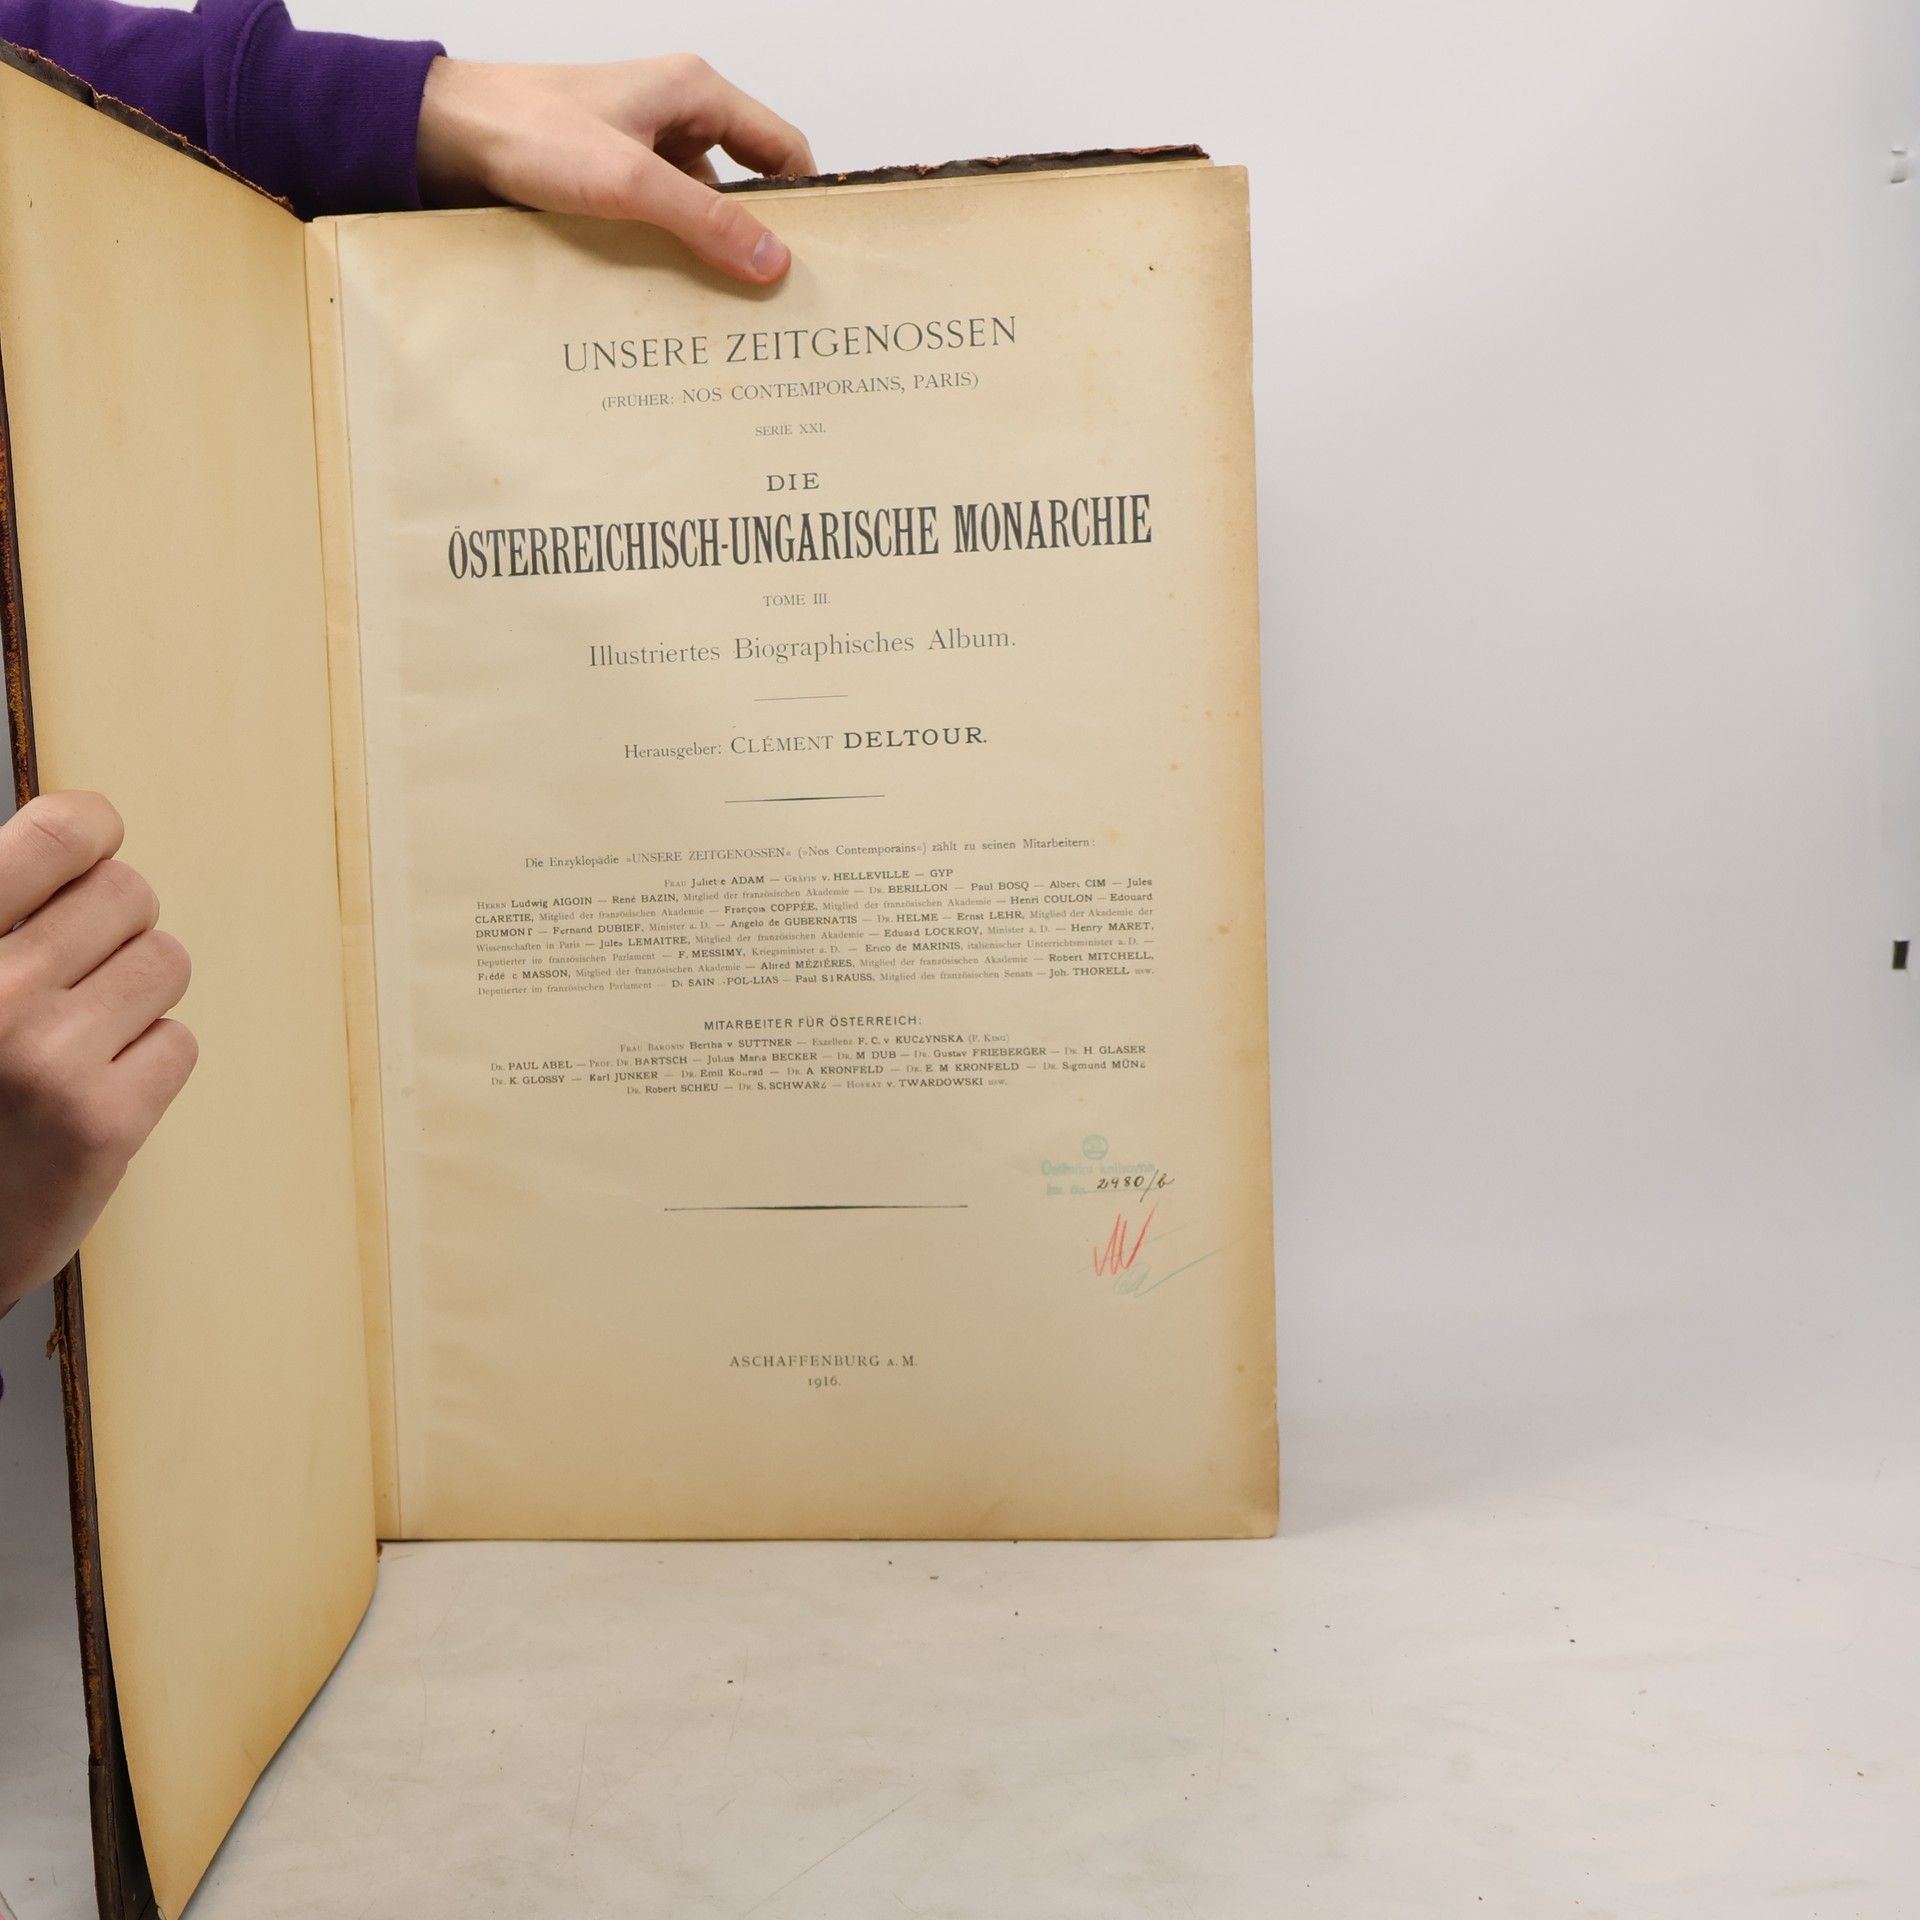 UNSERE ZEITGENOSSEN
(FRÜHER: NOS CONTEMPORAINS, PARIS)
SERIE XXI.
DIE
ÖSTERREICHISCH-UNGARISCHE MONARCHIE
TOME III.
Illustriertes Biographisches Album.
Herausgeber: CLÉMENT DELTOUR.
Die Enzyklopädie »UNSERE ZEITGENOSSEN« (»Nos Contemporains«) zählt zu seinen Mitarbeitern:
FRAU Juliette ADAM — GRÄFIN v. HELLEVILLE — GYP
HERRN Ludwig AIGOIN — René BAZIN, Mitglied der französischen Akademie — DR. BERILLON — Paul BOSQ — Albert CIM — Jules
CLARETIE, Mitglied der französischen Akademie — François COPPÉE, Mitglied der französischen Akademie — Henri COULON — Edouard
DRUMONT — Fernand DUBIEF, Minister a. D. — Angelo de GUBERNATIS — DR. HELME — Ernst LEHR, Mitglied der Akademie der
Wissenschaften in Paris — Jules LEMAITRE, Mitglied der französischen Akademie — Eduard LOCKROY, Minister a. D. — Henry MARET,
Deputierter im französischen Parlament — F. MESSIMY, Kriegsminister a. D. — Erico de MARINIS, italienischer Unterrichtsminister a. D. —
MASSON, Mitglied der französischen Akademie — Alfred MÉZIÈRES, Mitglied der französischen Akademie — Robert MITCHELL,
Deputierter im französischen Parlament — POL-LIAS — Paul STRAUSS, Mitglied des französischen Senats — Joh. THORELL usw.
MITARBEITER FÜR ÖSTERREICH:
FRAU BARONIN Bertha v SUTTNER — Exzellenz F. C. v KUCZYNSKA (P. KING)
DR. PAUL ABEL — PROF. DR. BARTSCH — Julius Maria BECKER — DR. M DUB — DR. Gustav FRIEBERGER — DR. H. GLASER
DR. K. GLOSSY — Karl JUNKER — DR. Emil Konrad — DR. A KRONFELD — DR. E M KRONFELD — DR. Sigmund MÜNZ
DR. Robert SCHEU — DR. S. SCHWARZ — HOFRAT v. TWARDOWSKI usw.
knihovna
2980/b
ASCHAFFENBURG A. M.
1916.